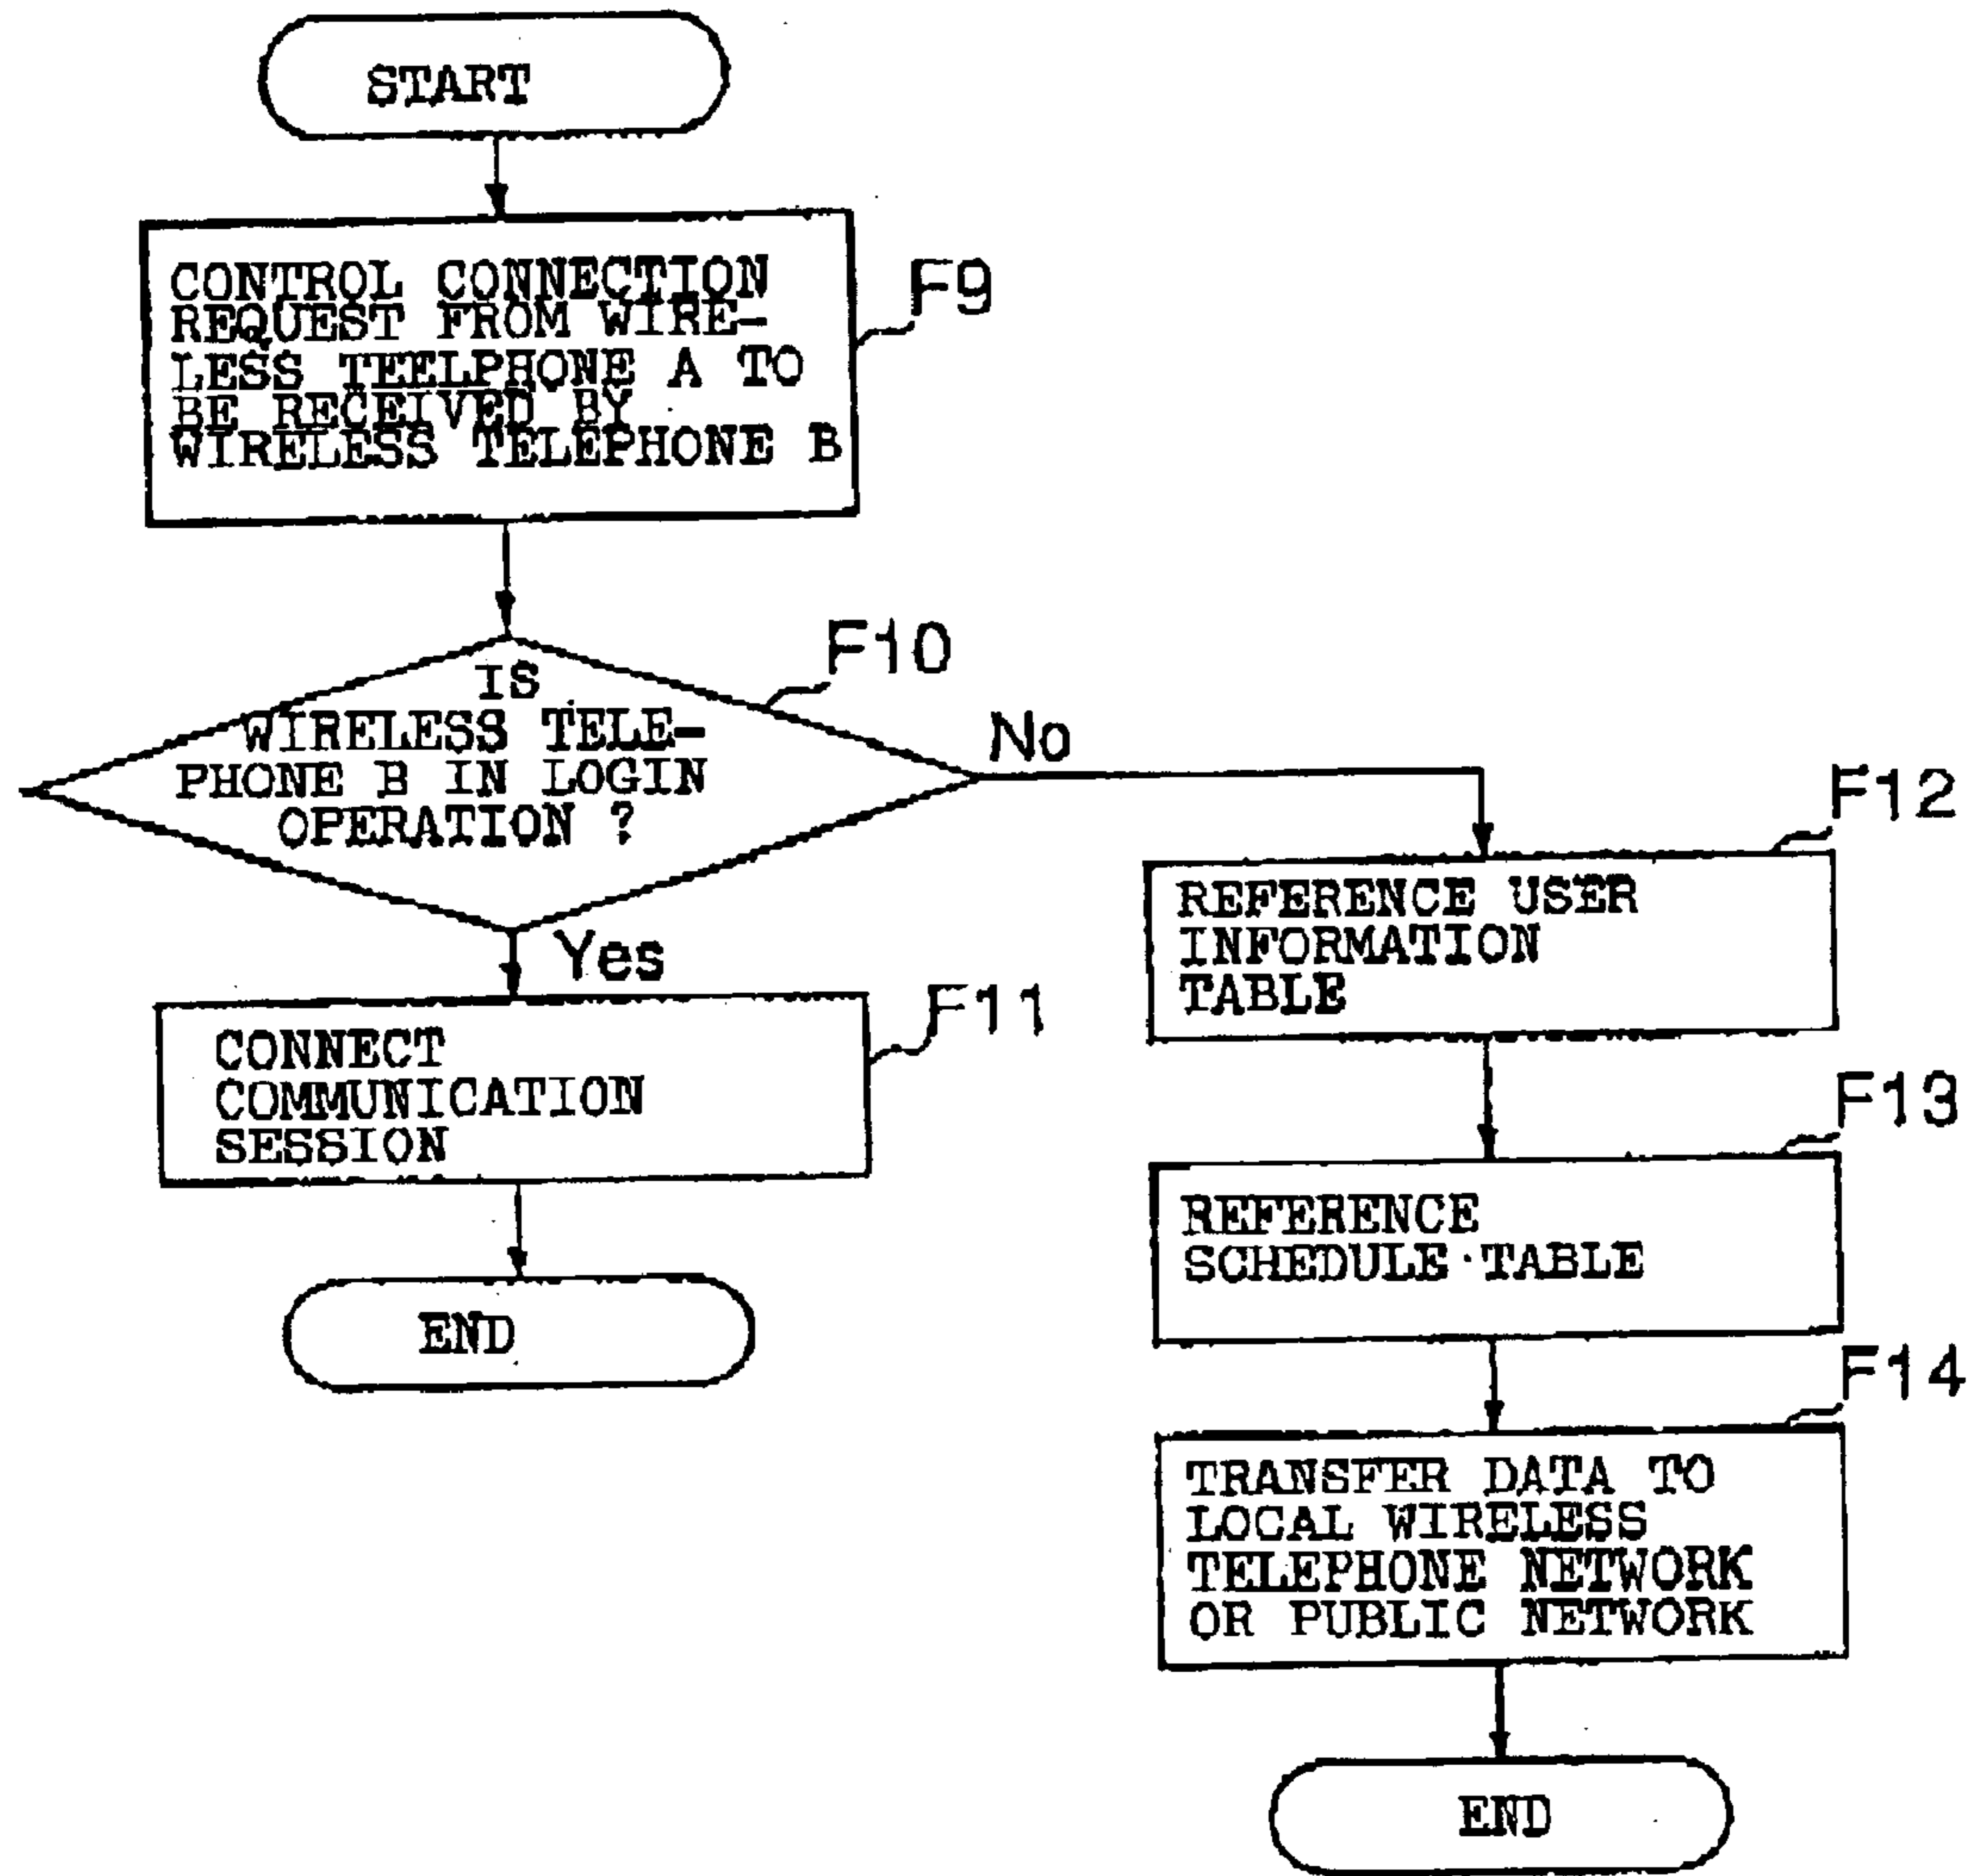 START
CONTROL CONNECTION
REQUEST FROM WIRE-
LESS TEELPHONE A TO
BE RECEIVED BY
WIRELESS TELEPHONE B
F9
IS
WIRELESS TELE-
PHONE B IN LOGIN
OPERATION ?
F10
No
Yes
CONNECT
COMMUNICATION
SESSION
F11
END
F12
REFERENCE USER
INFORMATION
TABLE
F13
REFERENCE
SCHEDULE TABLE
F14
TRANSFER DATA TO
LOCAL WIRELESS
TELEPHONE NETWORK
OR PUBLIC NETWORK
END